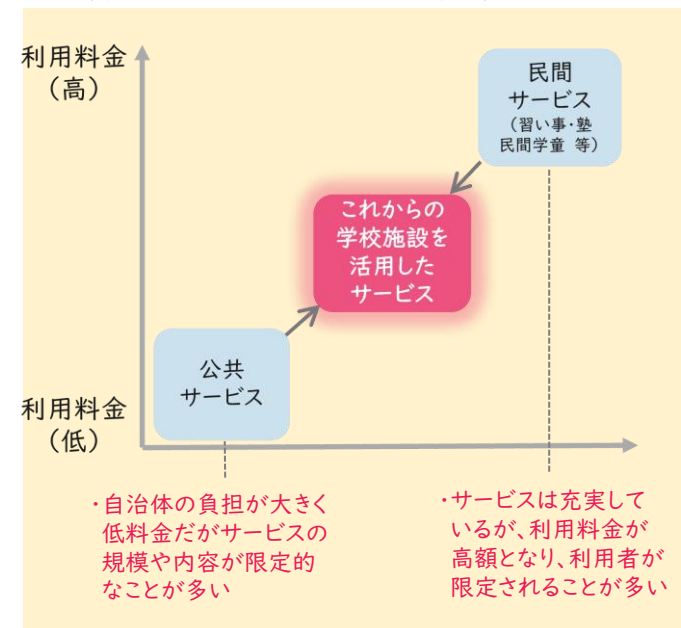 利用料金
（高）
民間
サービス
（習い事・塾
民間学童 等）
これからの
学校施設を
活用した
サービス
公共
サービス
利用料金
（低）
・自治体の負担が大きく
低料金だがサービスの
規模や内容が限定的
なことが多い
・サービスは充実して
いるが、利用料金が
高額となり、利用者が
限定されることが多い